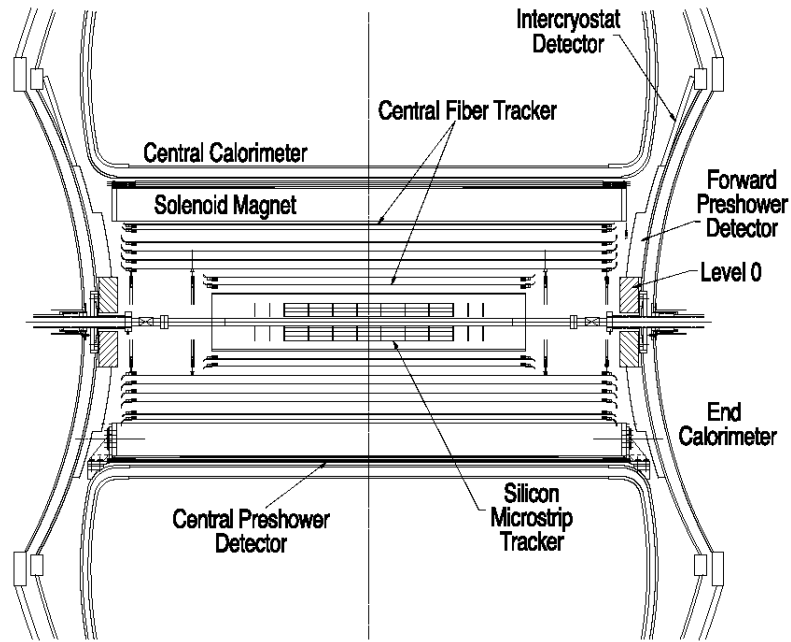 Intercryostat
Detector
Central Fiber Tracker
Central Calorimeter
Solenoid Magnet
Forward
Preshower
Detector
Level 0
End
Calorimeter
Silicon
Microstrip
Tracker
Central Preshower
Detector